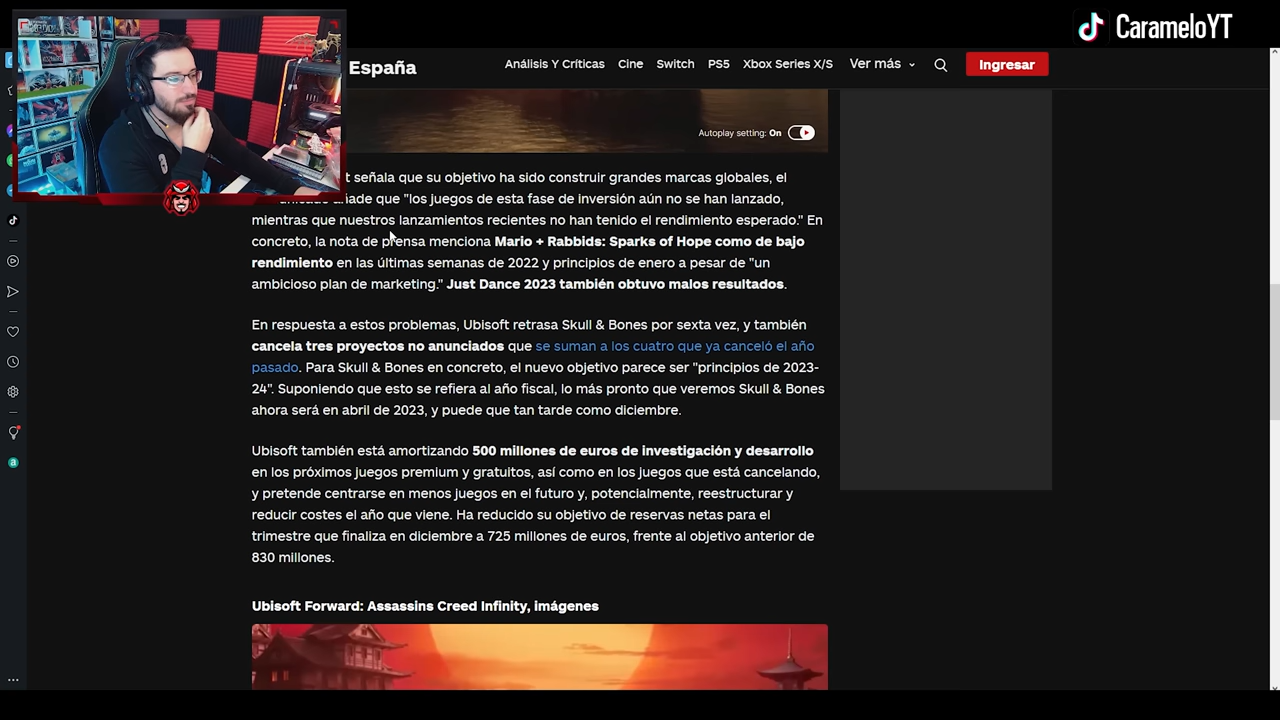 CarameloYT
España
Análisis Y Críticas Cine Switch PS5 Xbox Series X/S Ver más Ingresar
Autoplay setting: On
señala que su objetivo ha sido construir grandes marcas globales, el
añade que "los juegos de esta fase de inversión aún no se han lanzado,
mientras que nuestros lanzamientos recientes no han tenido el rendimiento esperado." En
concreto, la nota de prensa menciona Mario + Rabbids: Sparks of Hope como de bajo
rendimiento en las últimas semanas de 2022 y principios de enero a pesar de "un
ambicioso plan de marketing." Just Dance 2023 también obtuvo malos resultados.
En respuesta a estos problemas, Ubisoft retrasa Skull & Bones por sexta vez, y también
cancela tres proyectos no anunciados que se suman a los cuatro que ya canceló el año
pasado. Para Skull & Bones en concreto, el nuevo objetivo parece ser "principios de 2023-
24". Suponiendo que esto se refiera al año fiscal, lo más pronto que veremos Skull & Bones
ahora será en abril de 2023, y puede que tan tarde como diciembre.
Ubisoft también está amortizando 500 millones de euros de investigación y desarrollo
en los próximos juegos premium y gratuitos, así como en los juegos que está cancelando,
y pretende centrarse en menos juegos en el futuro y, potencialmente, reestructurar y
reducir costes el año que viene. Ha reducido su objetivo de reservas netas para el
trimestre que finaliza en diciembre a 725 millones de euros, frente al objetivo anterior de
830 millones.
Ubisoft Forward: Assassins Creed Infinity, imágenes